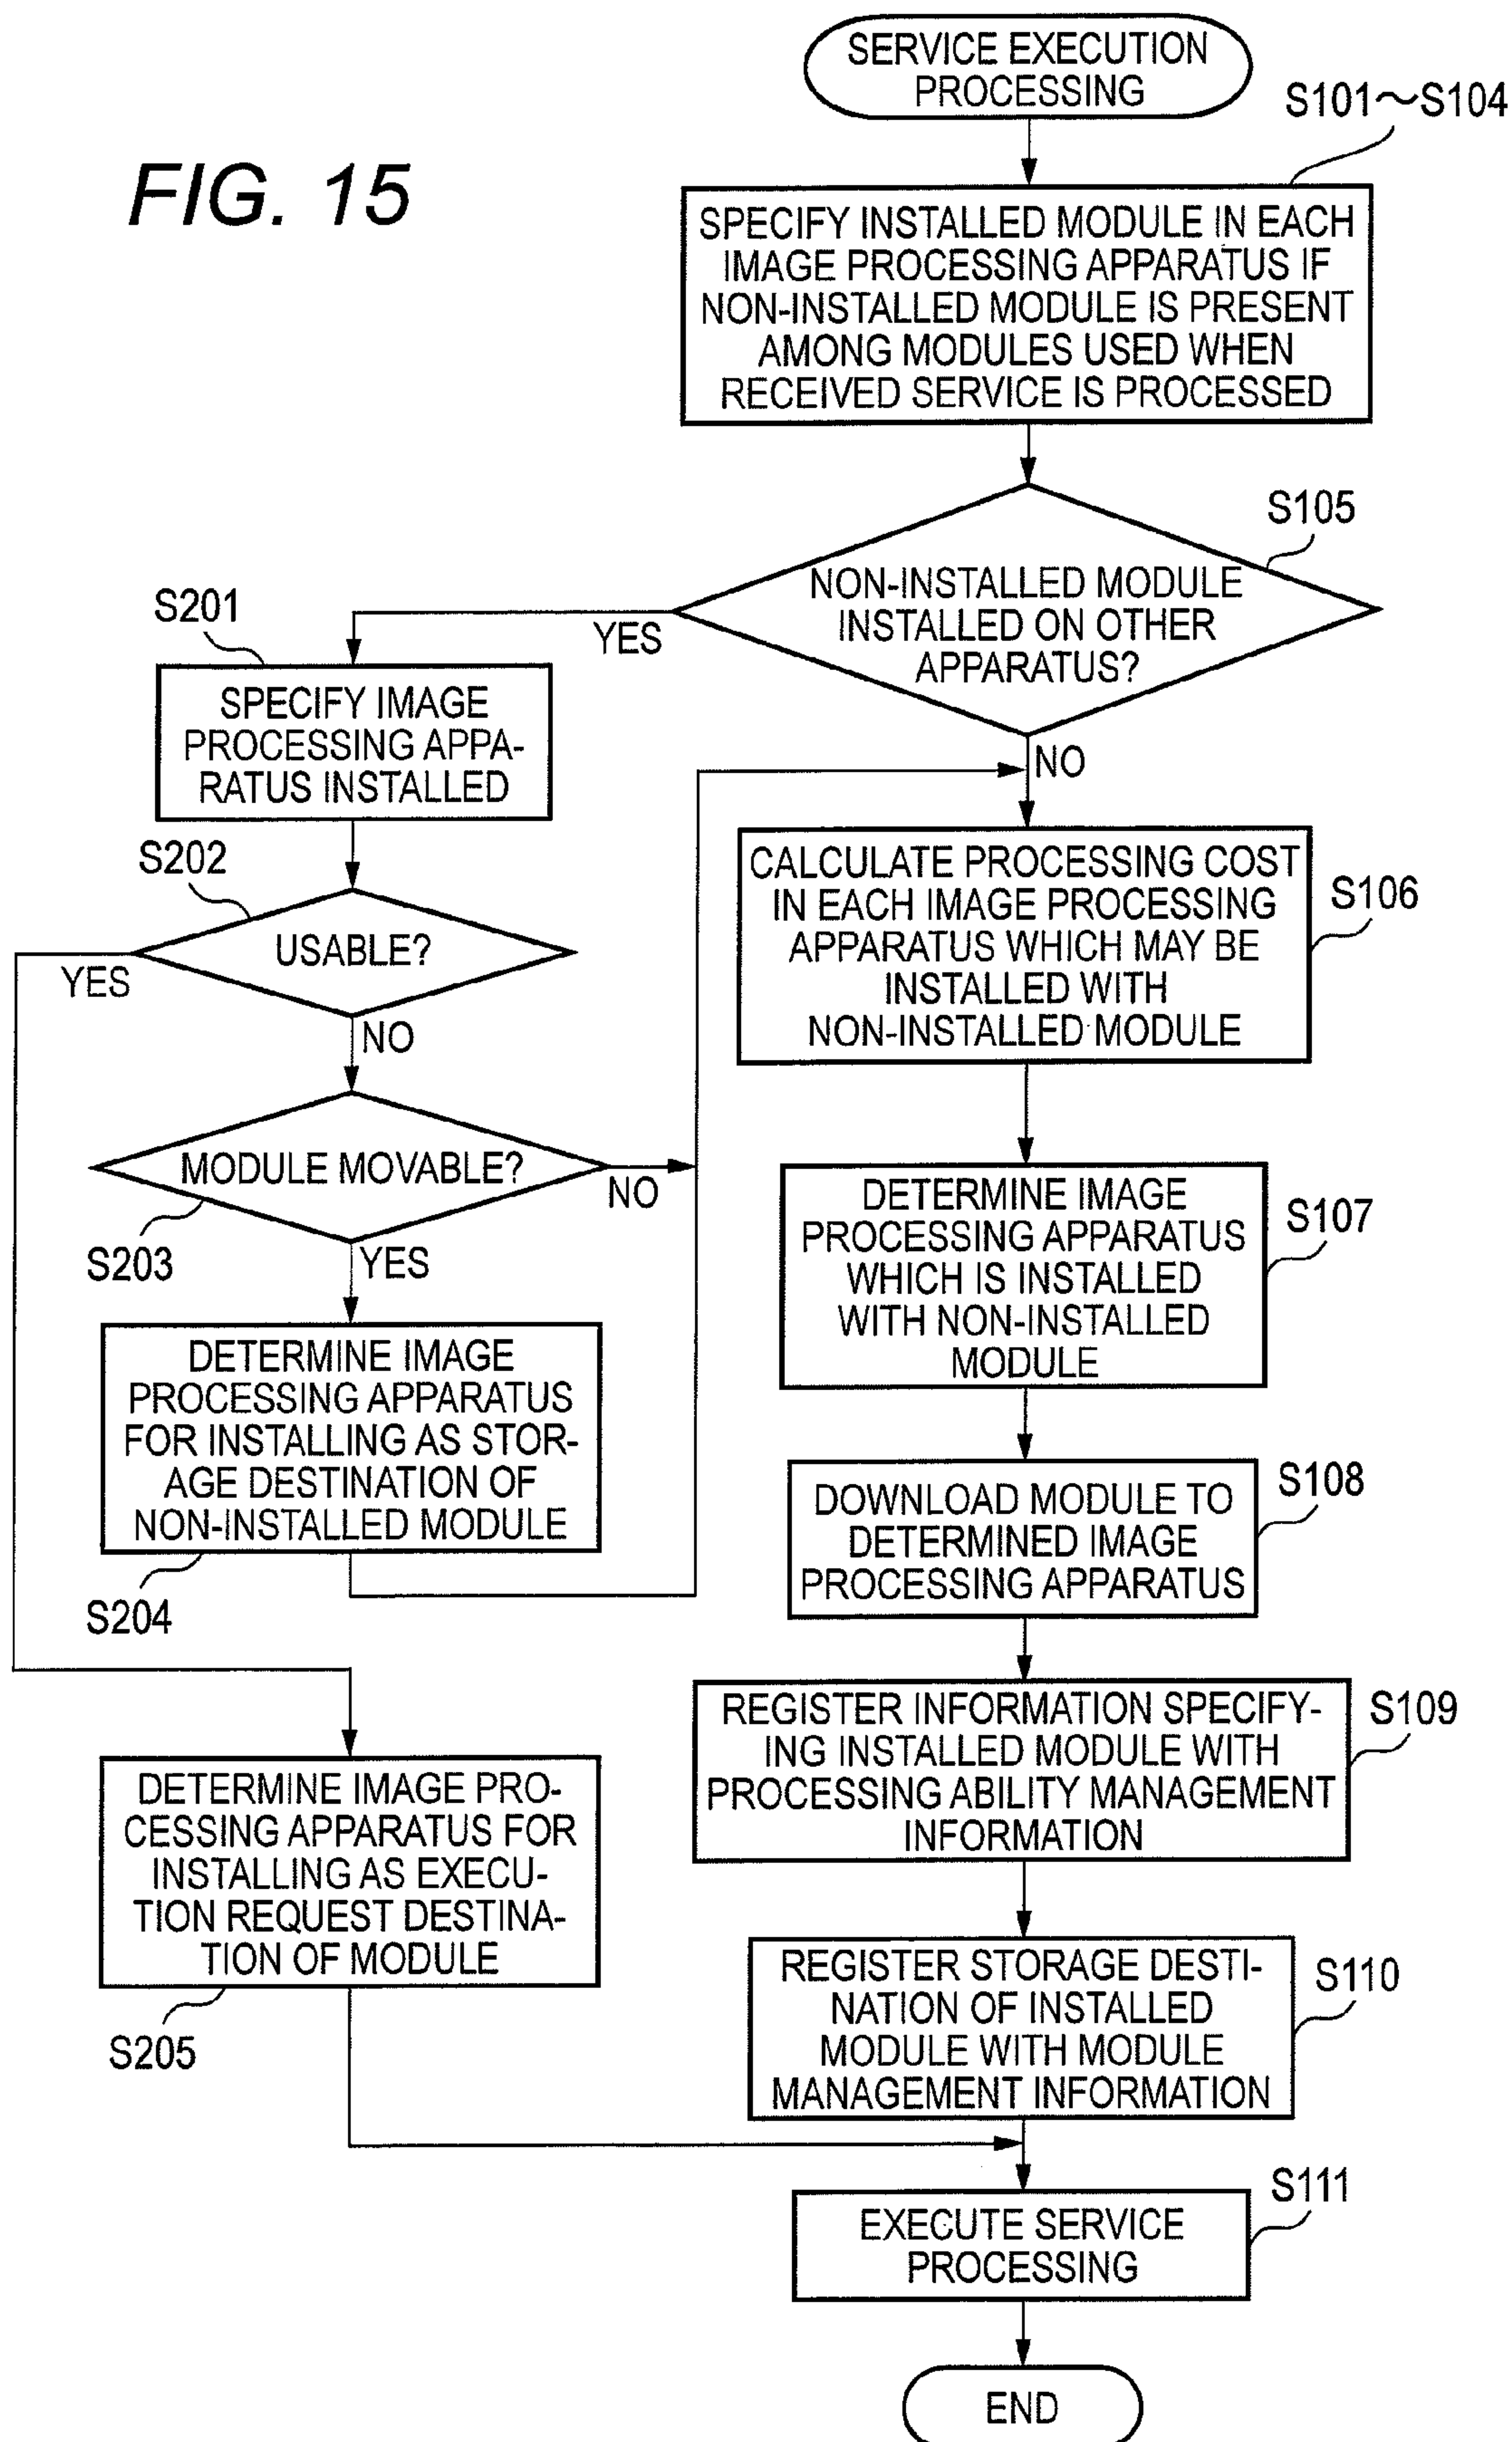 SERVICE EXECUTION
PROCESSING
S101~S104
FIG. 15
SPECIFY INSTALLED MODULE IN EACH
IMAGE PROCESSING APPARATUS IF
NON-INSTALLED MODULE IS PRESENT
AMONG MODULES USED WHEN
RECEIVED SERVICE IS PROCESSED
S105
NON-INSTALLED MODULE
INSTALLED ON OTHER
APPARATUS?
YES
NO
S201
SPECIFY IMAGE
PROCESSING APPA-
RATUS INSTALLED
S202
USABLE?
YES
NO
MODULE MOVABLE?
NO
S203
YES
DETERMINE IMAGE
PROCESSING APPARATUS
FOR INSTALLING AS STOR-
AGE DESTINATION OF
NON-INSTALLED MODULE
S204
DETERMINE IMAGE PRO-
CESSING APPARATUS FOR
INSTALLING AS EXECU-
TION REQUEST DESTINA-
TION OF MODULE
S205
CALCULATE PROCESSING COST
IN EACH IMAGE PROCESSING
APPARATUS WHICH MAY BE
INSTALLED WITH
NON-INSTALLED MODULE
S106
DETERMINE IMAGE
PROCESSING APPARATUS
WHICH IS INSTALLED
WITH NON-INSTALLED
MODULE
S107
DOWNLOAD MODULE TO
DETERMINED IMAGE
PROCESSING APPARATUS
S108
REGISTER INFORMATION SPECIFY-
ING INSTALLED MODULE WITH
PROCESSING ABILITY MANAGEMENT
INFORMATION
S109
REGISTER STORAGE DESTI-
NATION OF INSTALLED
MODULE WITH MODULE
MANAGEMENT INFORMATION
S110
EXECUTE SERVICE
PROCESSING
S111
END